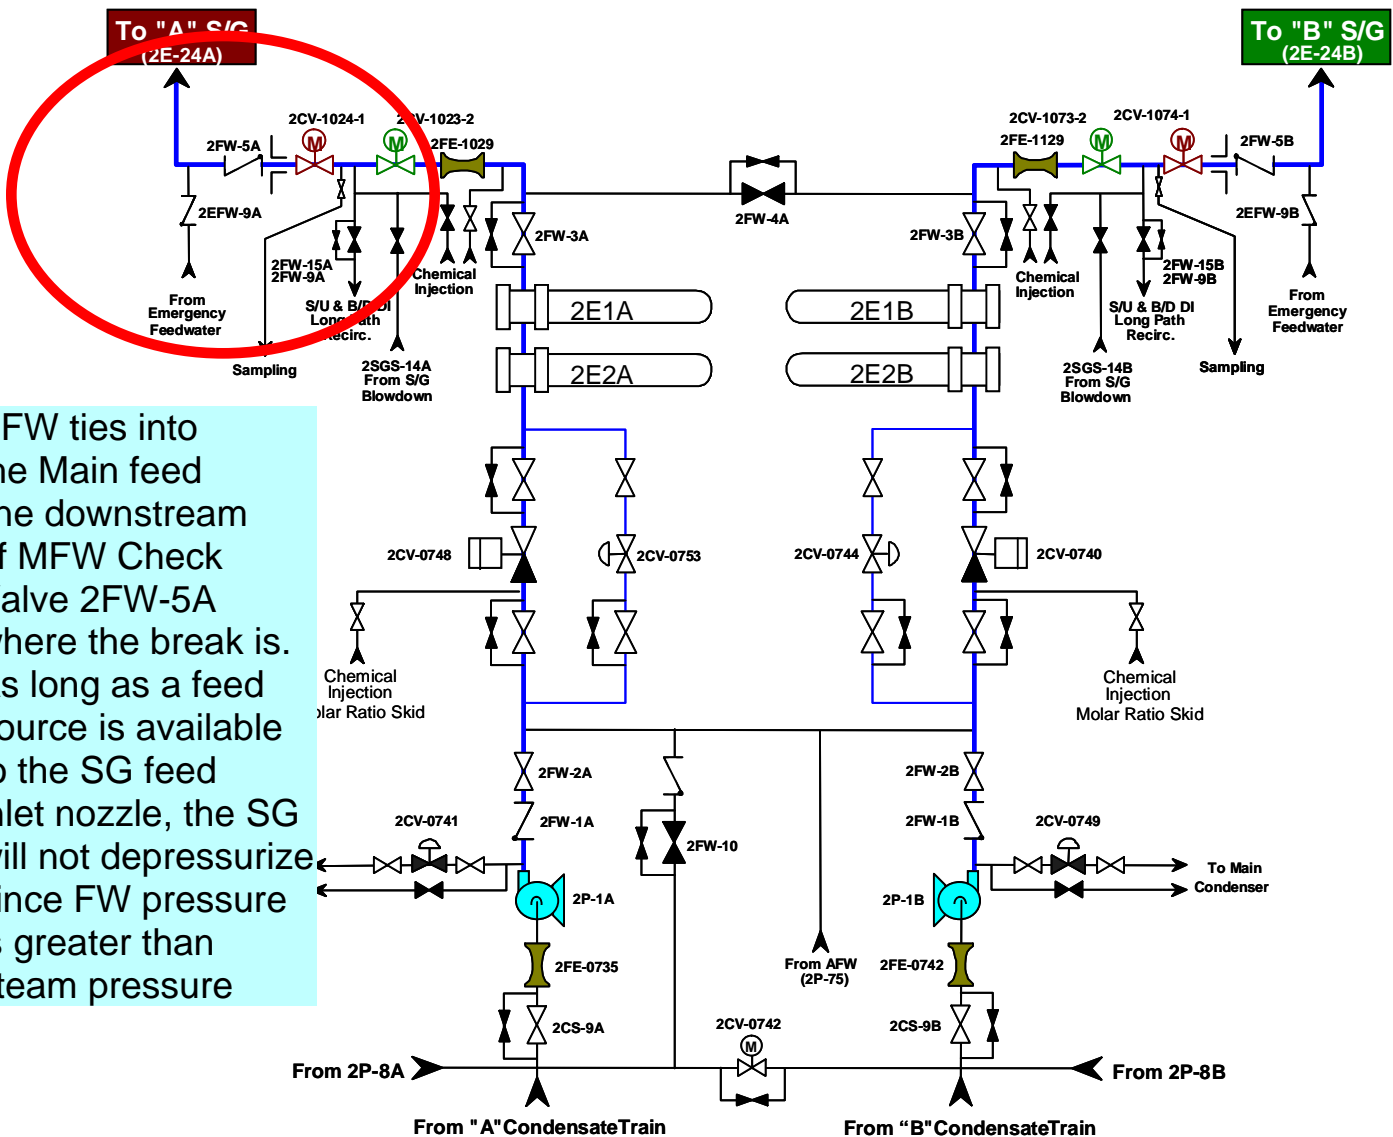 To "A" S/G
(2E-24A)
To "B" S/G
(2E-24B)
2CV-1024-1
2CV-1023-2
2FW-5A
2FE-1029
M
M
2EFW-9A
2FW-15A
2FW-9A
From
Emergency
Feedwater
S/U & B/D DI
Long Path
Recirc.
Sampling
Chemical
Injection
2SGS-14A
From S/G
Blowdown
2FW-3A
2FW-4A
2FW-3B
2CV-1073-2
2CV-1074-1
2FE-1129
2FW-5B
M
M
2EFW-9B
2FW-15B
2FW-9B
Chemical
Injection
S/U & B/D DI
Long Path
Recirc.
From
Emergency
Feedwater
2SGS-14B
From S/G
Blowdown
Sampling
2E1A
2E1B
2E2A
2E2B
FW ties into
he Main feed
ne downstream
f MFW Check
alve 2FW-5A
where the break is.
As long as a feed
ource is available
o the SG feed
nlet nozzle, the SG
will not depressurize
ince FW pressure
s greater than
team pressure
2CV-0748
2CV-0753
2CV-0744
2CV-0740
Chemical
Injection
olar Ratio Skid
Chemical
Injection
Molar Ratio Skid
2FW-2A
2FW-2B
2CV-0741
2FW-1A
2FW-10
2FW-1B
2CV-0749
To Main
Condenser
2P-1A
2P-1B
2FE-0735
From AFW
(2P-75)
2FE-0742
2CS-9A
2CV-0742
M
2CS-9B
From 2P-8A
From 2P-8B
From "A"CondensateTrain
From “B"CondensateTrain